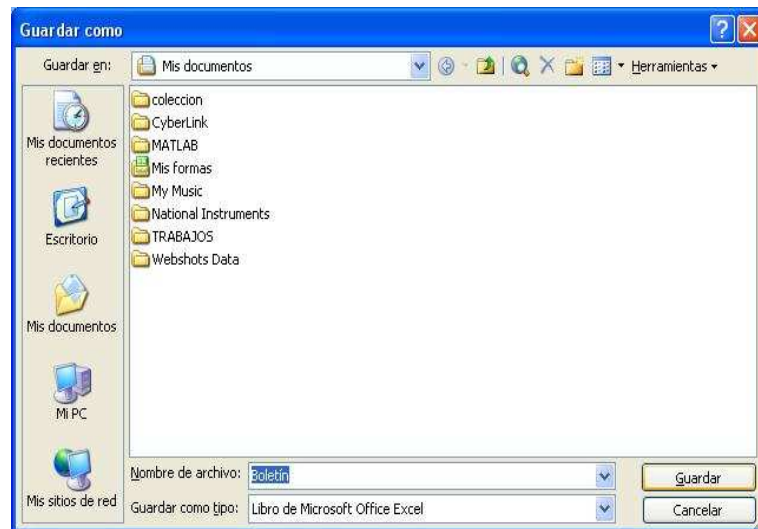 Guardar como
Guardar en: Mis documentos Herramientas
Mis documentos recientes
Escritorio
Mis documentos
Mi PC
Mis sitios de red
coleccion
CyberLink
MATLAB
Mis formas
My Music
National Instruments
TRABAJOS
Webshots Data
Nombre de archivo: Boletín Guardar
Guardar como tipo: Libro de Microsoft Office Excel Cancelar